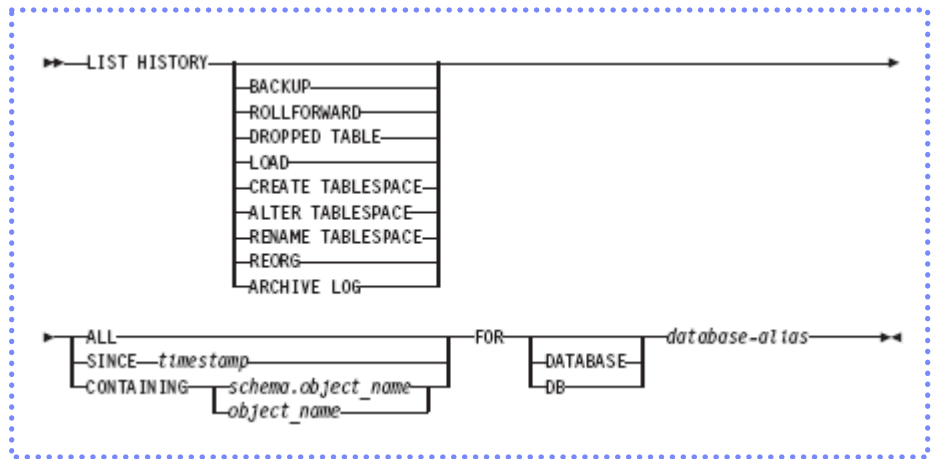 LIST HISTORY
BACKUP
ROLLFORWARD
DROPPED TABLE
LOAD
CREATE TABLESPACE
ALTER TABLESPACE
RENAME TABLESPACE
REORG
ARCHIVE LOG
ALL FOR database-alias
SINCE timestamp DATABASE
CONTAINING schema.object_name DB
object_name